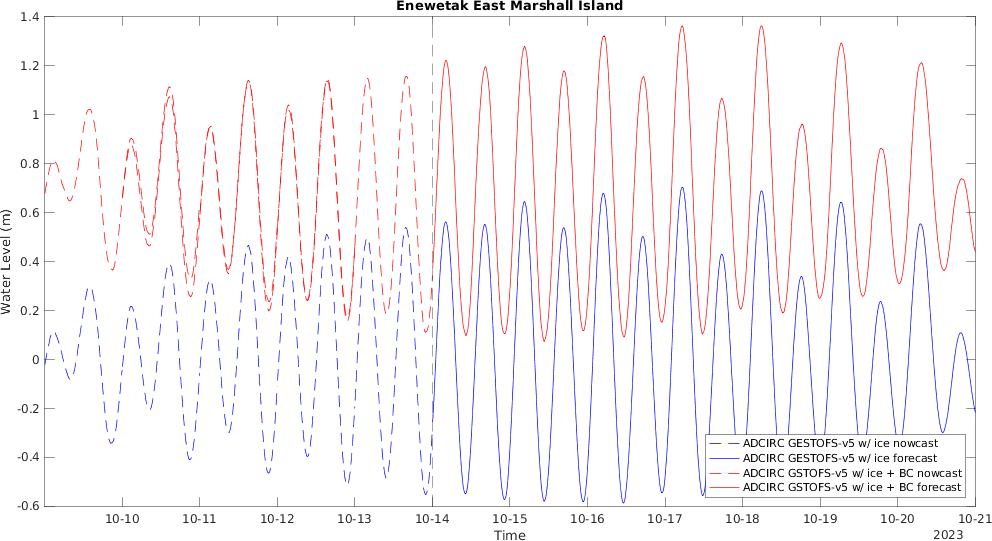 Enewetak East Marshall Island
1.4
1.2
1
0.8
0.6
0.4
0.2
0
-0.2
-0.4
-0.6
Water Level (m)
ADCIRC GESTOFS-v5 w/ ice nowcast
ADCIRC GESTOFS-v5 w/ ice forecast
ADCIRC GSTOFS-v5 w/ ice + BC nowcast
ADCIRC GSTOFS-v5 w/ ice + BC forecast
10-10 10-11 10-12 10-13 10-14 10-15 10-16 10-17 10-18 10-19 10-20 10-21
Time
2023